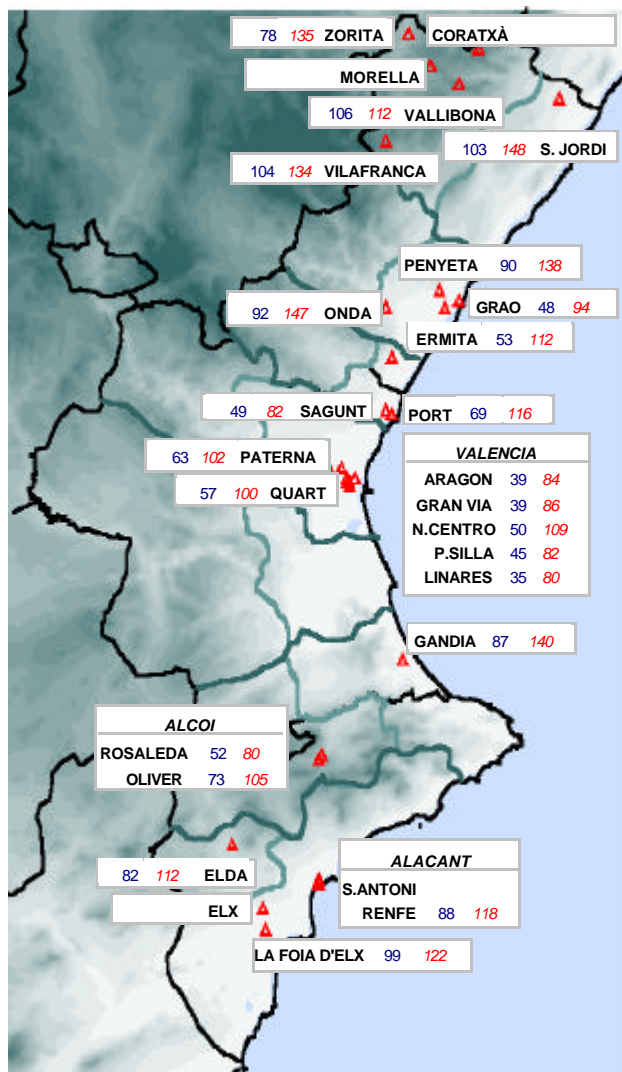 78 135 ZORITA
CORATXÀ
MORELLA
106 112 VALLIBONA
103 148 S. JORDI
104 134 VILAFRANCA
PENYETA 90 138
92 147 ONDA
GRAO 48 94
ERMITA 53 112
49 82 SAGUNT
PORT 69 116
63 102 PATERNA
57 100 QUART
VALENCIA
ARAGON 39 84
GRAN VIA 39 86
N.CENTRO 50 109
P.SILLA 45 82
LINARES 35 80
GANDIA 87 140
ALCOI
ROSALEDA 52 80
OLIVER 73 105
82 112 ELDA
ELX
ALACANT
S.ANTONI
RENFE 88 118
LA FOIA D'ELX 99 122